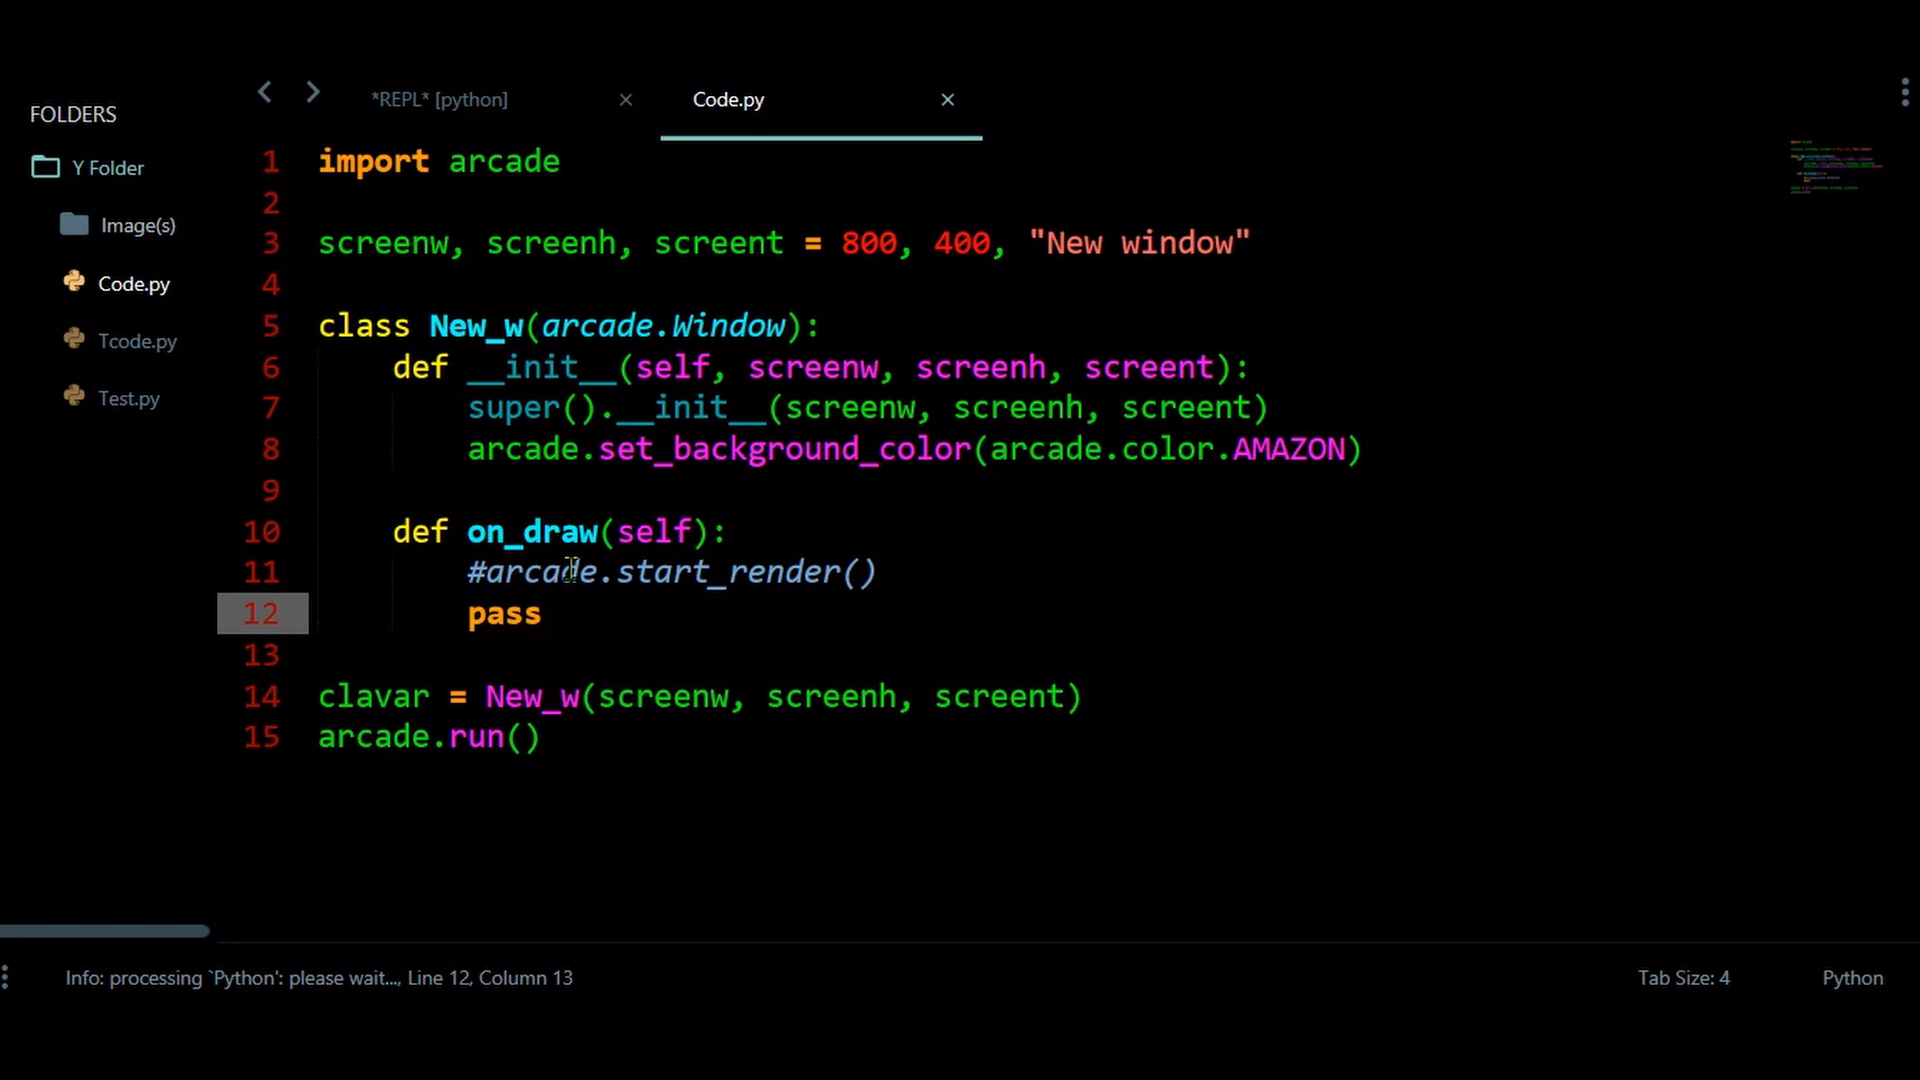 FOLDERS
Y Folder
Image(s)
Code.py
Tcode.py
Test.py
*REPL* [python] ×
Code.py ×
1 import arcade
2
3 screenw, screenh, screent = 800, 400, "New window"
4
5 class New_w(arcade.Window):
6 def __init__(self, screenw, screenh, screent):
7 super().__init__(screenw, screenh, screent)
8 arcade.set_background_color(arcade.color.AMAZON)
9
10 def on_draw(self):
11 #arcade.start_render()
12 pass
13
14 clavar = New_w(screenw, screenh, screent)
15 arcade.run()
Info: processing `Python': please wait..., Line 12, Column 13
Tab Size: 4
Python